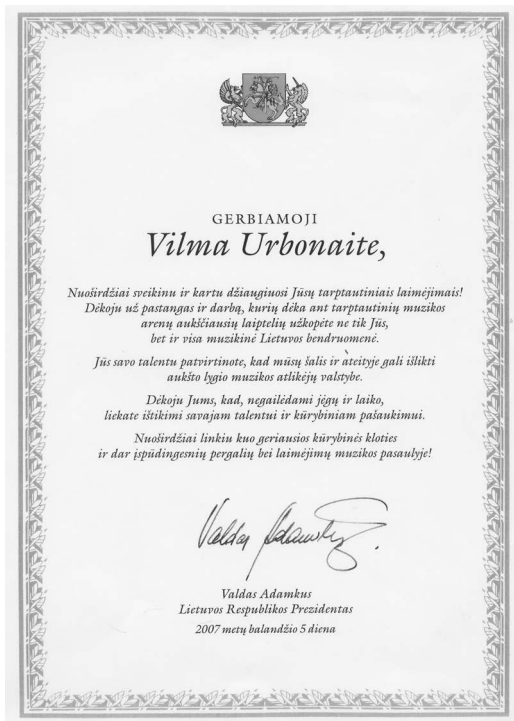 GERBIAMOJI
Vilma Urbonaite,
Nuoširdžiai sveikinu ir kartu džiaugiuosi Jūsų tarptautiniais laimėjimais!
Dėkoju už pastangas ir darbą, kurių dėka ant tarptautinių muzikos
arenų aukščiausių laiptelių užkopėte ne tik Jūs,
bet ir visa muzikinė Lietuvos bendruomenė.
Jūs savo talentu patvirtinote, kad mūsų šalis ir ateityje gali išlikti
aukšto lygio muzikos atlikėjų valstybe.
Dėkoju Jums, kad, negailėdami jėgų ir laiko,
liekate ištikimi savajam talentui ir kūrybiniam pašaukimui.
Nuoširdžiai linkiu kuo geriausios kūrybinės kloties
ir dar įspūdingesnių pergalių bei laimėjimų muzikos pasaulyje!
Valdas Adamkus.
Valdas Adamkus
Lietuvos Respublikos Prezidentas
2007 metų balandžio 5 diena